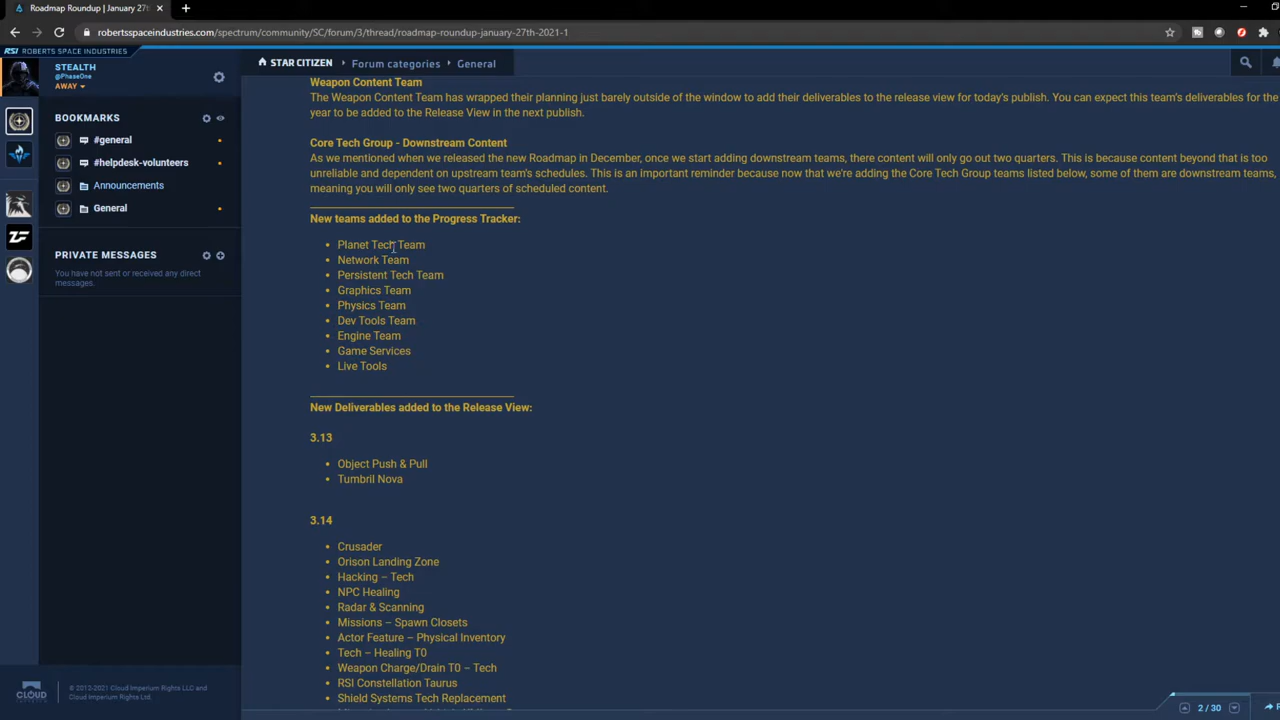 Roadmap Roundup | January 27th
robertsspaceindustries.com/spectrum/community/SC/forum/3/thread/roadmap-roundup-january-27th-2021-1
RSI ROBERTS SPACE INDUSTRIES
STEALTH
@PhaseOne
AWAY
STAR CITIZEN
Forum categories
General
BOOKMARKS
#general
#helpdesk-volunteers
Announcements
General
PRIVATE MESSAGES
You have not sent or received any direct
messages.
Weapon Content Team
The Weapon Content Team has wrapped their planning just barely outside of the window to add their deliverables to the release view for today's publish. You can expect this team's deliverables for the
year to be added to the Release View in the next publish.
Core Tech Group - Downstream Content
As we mentioned when we released the new Roadmap in December, once we start adding downstream teams, there content will only go out two quarters. This is because content beyond that is too
unreliable and dependent on upstream team's schedules. This is an important reminder because now that we're adding the Core Tech Group teams listed below, some of them are downstream teams,
meaning you will only see two quarters of scheduled content.
New teams added to the Progress Tracker:
• Planet Tech Team
• Network Team
• Persistent Tech Team
• Graphics Team
• Physics Team
• Dev Tools Team
• Engine Team
• Game Services
• Live Tools
New Deliverables added to the Release View:
3.13
• Object Push & Pull
• Tumbril Nova
3.14
• Crusader
• Orison Landing Zone
• Hacking – Tech
• NPC Healing
• Radar & Scanning
• Missions – Spawn Closets
• Actor Feature – Physical Inventory
• Tech – Healing T0
• Weapon Charge/Drain T0 – Tech
• RSI Constellation Taurus
• Shield Systems Tech Replacement
CLOUD
© 2012-2021 Cloud Imperium Rights LLC and
Cloud Imperium Rights Ltd.
2 / 30